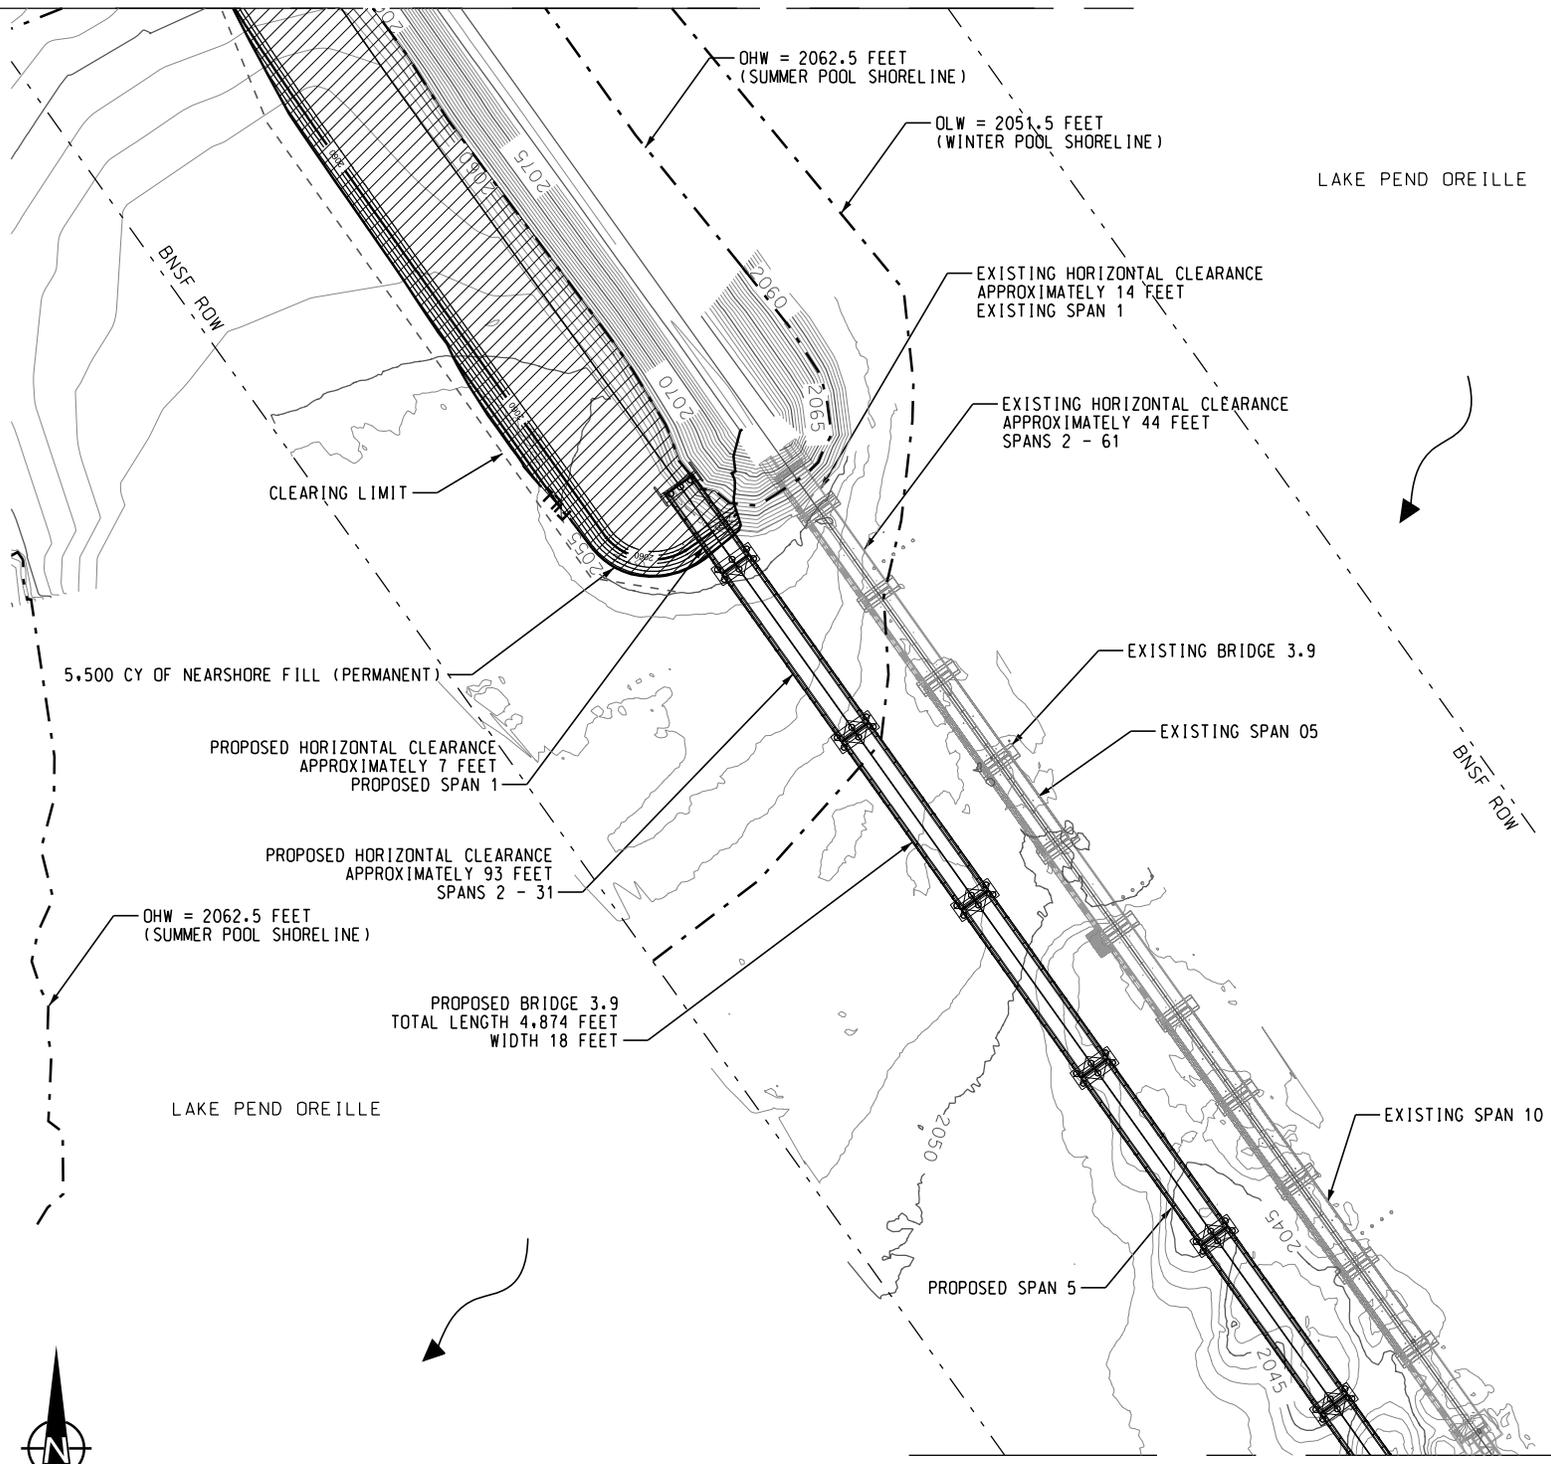 OHW = 2062.5 FEET
(SUMMER POOL SHORELINE)
OLW = 2051.5 FEET
(WINTER POOL SHORELINE)
LAKE PEND OREILLE
2060
2075
2060
2060
BNSF ROW
EXISTING HORIZONTAL CLEARANCE
APPROXIMATELY 14 FEET
EXISTING SPAN 1
2070
2065
EXISTING HORIZONTAL CLEARANCE
APPROXIMATELY 44 FEET
SPANS 2 - 61
2060
CLEARING LIMIT
2055
2060
5,500 CY OF NEARSHORE FILL (PERMANENT)
EXISTING BRIDGE 3.9
EXISTING SPAN 05
PROPOSED HORIZONTAL CLEARANCE
APPROXIMATELY 7 FEET
PROPOSED SPAN 1
BNSF ROW
PROPOSED HORIZONTAL CLEARANCE
APPROXIMATELY 93 FEET
SPANS 2 - 31
OHW = 2062.5 FEET
(SUMMER POOL SHORELINE)
PROPOSED BRIDGE 3.9
TOTAL LENGTH 4,874 FEET
WIDTH 18 FEET
LAKE PEND OREILLE
2050
EXISTING SPAN 10
2045
PROPOSED SPAN 5
2045
N